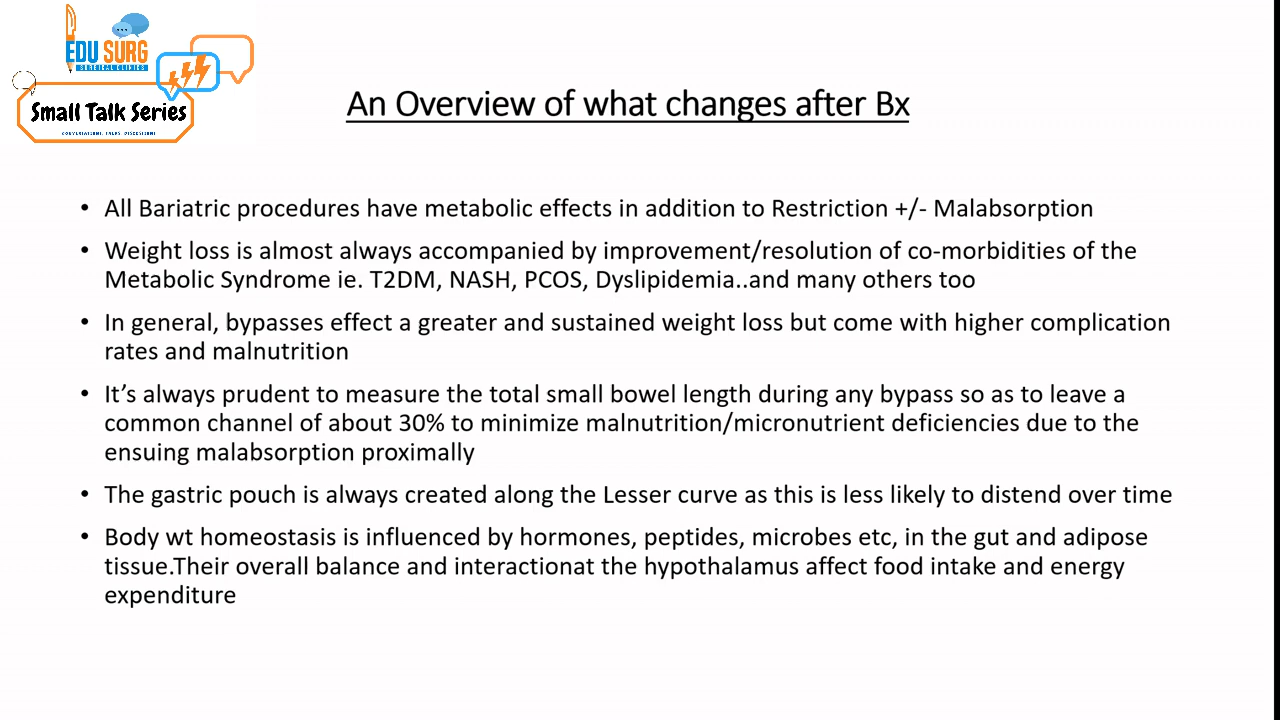 EDU SURG
SURGICAL CLINICS
Small Talk Series
CONVERSATIONS, TALKS, DISCUSSIONS
An Overview of what changes after Bx
• All Bariatric procedures have metabolic effects in addition to Restriction +/- Malabsorption
• Weight loss is almost always accompanied by improvement/resolution of co-morbidities of the
Metabolic Syndrome ie. T2DM, NASH, PCOS, Dyslipidemia..and many others too
• In general, bypasses effect a greater and sustained weight loss but come with higher complication
rates and malnutrition
• It’s always prudent to measure the total small bowel length during any bypass so as to leave a
common channel of about 30% to minimize malnutrition/micronutrient deficiencies due to the
ensuing malabsorption proximally
• The gastric pouch is always created along the Lesser curve as this is less likely to distend over time
• Body wt homeostasis is influenced by hormones, peptides, microbes etc, in the gut and adipose
tissue.Their overall balance and interactionat the hypothalamus affect food intake and energy
expenditure